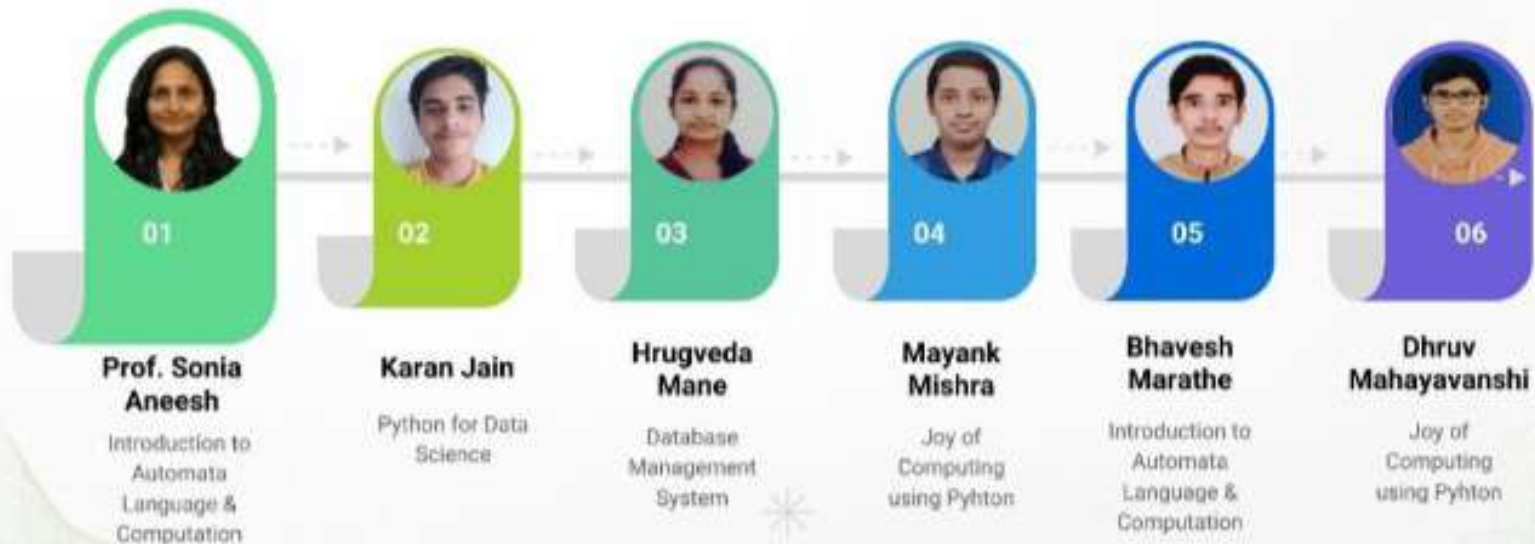 01
02
03
04
05
06
Prof. Sonia
Aneesh
Introduction to
Automata
Language &
Computation
Karan Jain
Python for Data
Science
Hrugveda
Mane
Database
Management
System
Mayank
Mishra
Joy of
Computing
using Pyhton
Bhavesh
Marathe
Introduction to
Automata
Language &
Computation
Dhruv
Mahayavanshi
Joy of
Computing
using Pyhton